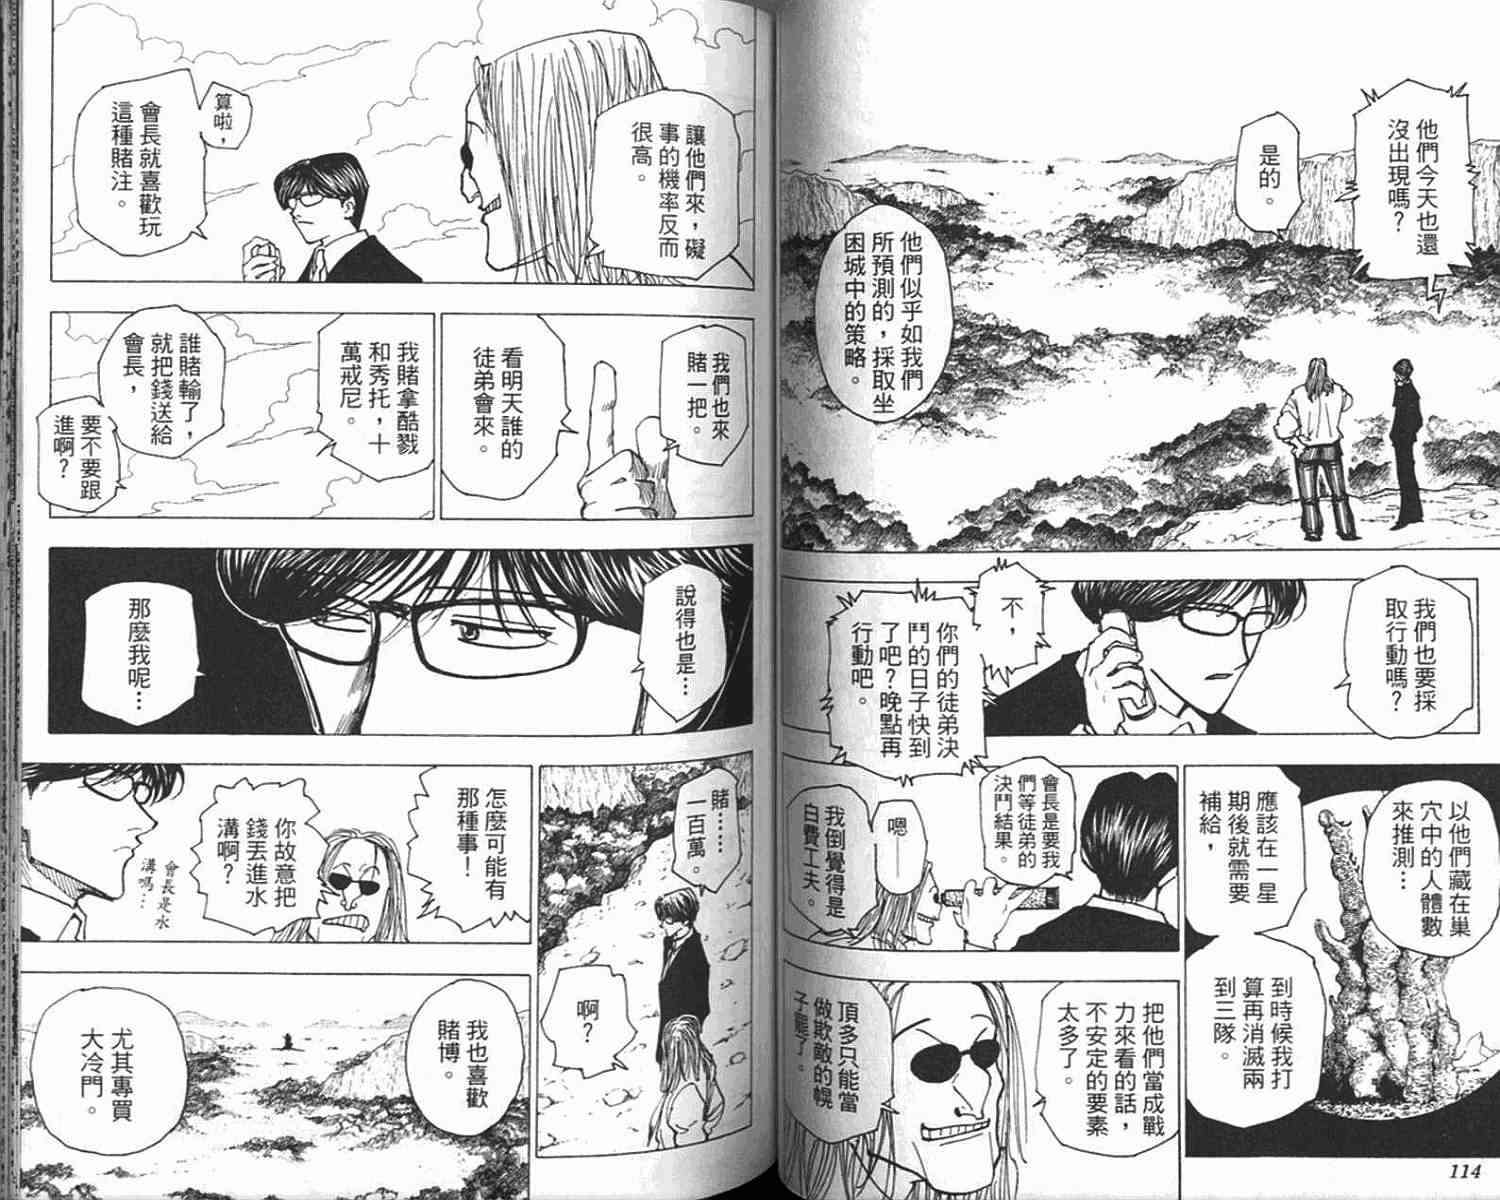 他們今天也還
沒出現嗎？
是的。
他們似乎如我們
所預測的，採取坐
困城中的策略。
我們也要採
取行動嗎？
不，
你們的徒弟決
鬥的日子快到
了吧？晚點再
行動吧。
以他們藏在巢
穴中的人體數
來推測…
應該在一星
期後就需要
補給，
到時候我打
算再消滅兩
到三隊。
會長是要我
們等徒弟的
決鬥結果。
嗯──
我倒覺得是
白費工夫。
把他們當成戰
力來看的話，
不安定的要素
太多了。
頂多只能當
做欺敵的幌
子罷了。
114
讓他們來，礙
事的機率反而
很高。
算啦，
會長就喜歡玩
這種賭注。
我們也來
賭一把。
看明天誰的
徒弟會來。
我賭拿酷戮
和秀托，十
萬戒尼。
誰賭輸了，
就把錢送給
會長，
要不要跟
進啊？
說得也是…
那麼我呢…
賭……
一百萬。
啊？
怎麼可能有
那種事！
你故意把
錢丟進水
溝啊？
會長是水
溝嗎…
我也喜歡
賭博。
尤其專買
大冷門。